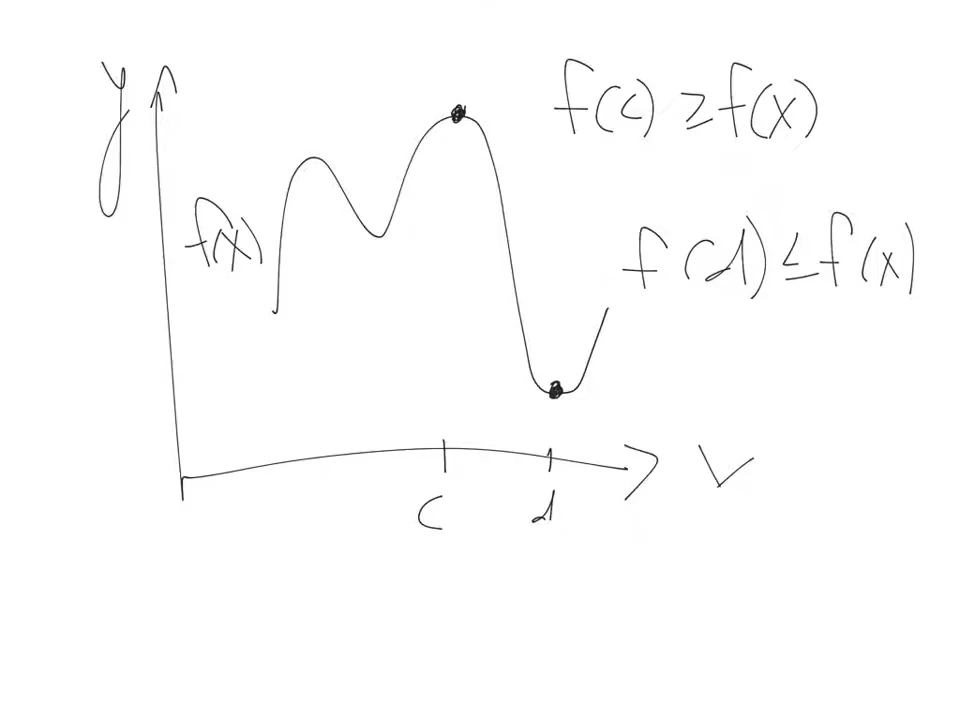 y
f(c) ≥ f(x)
f(x)
f(d) ≤ f(x)
c d